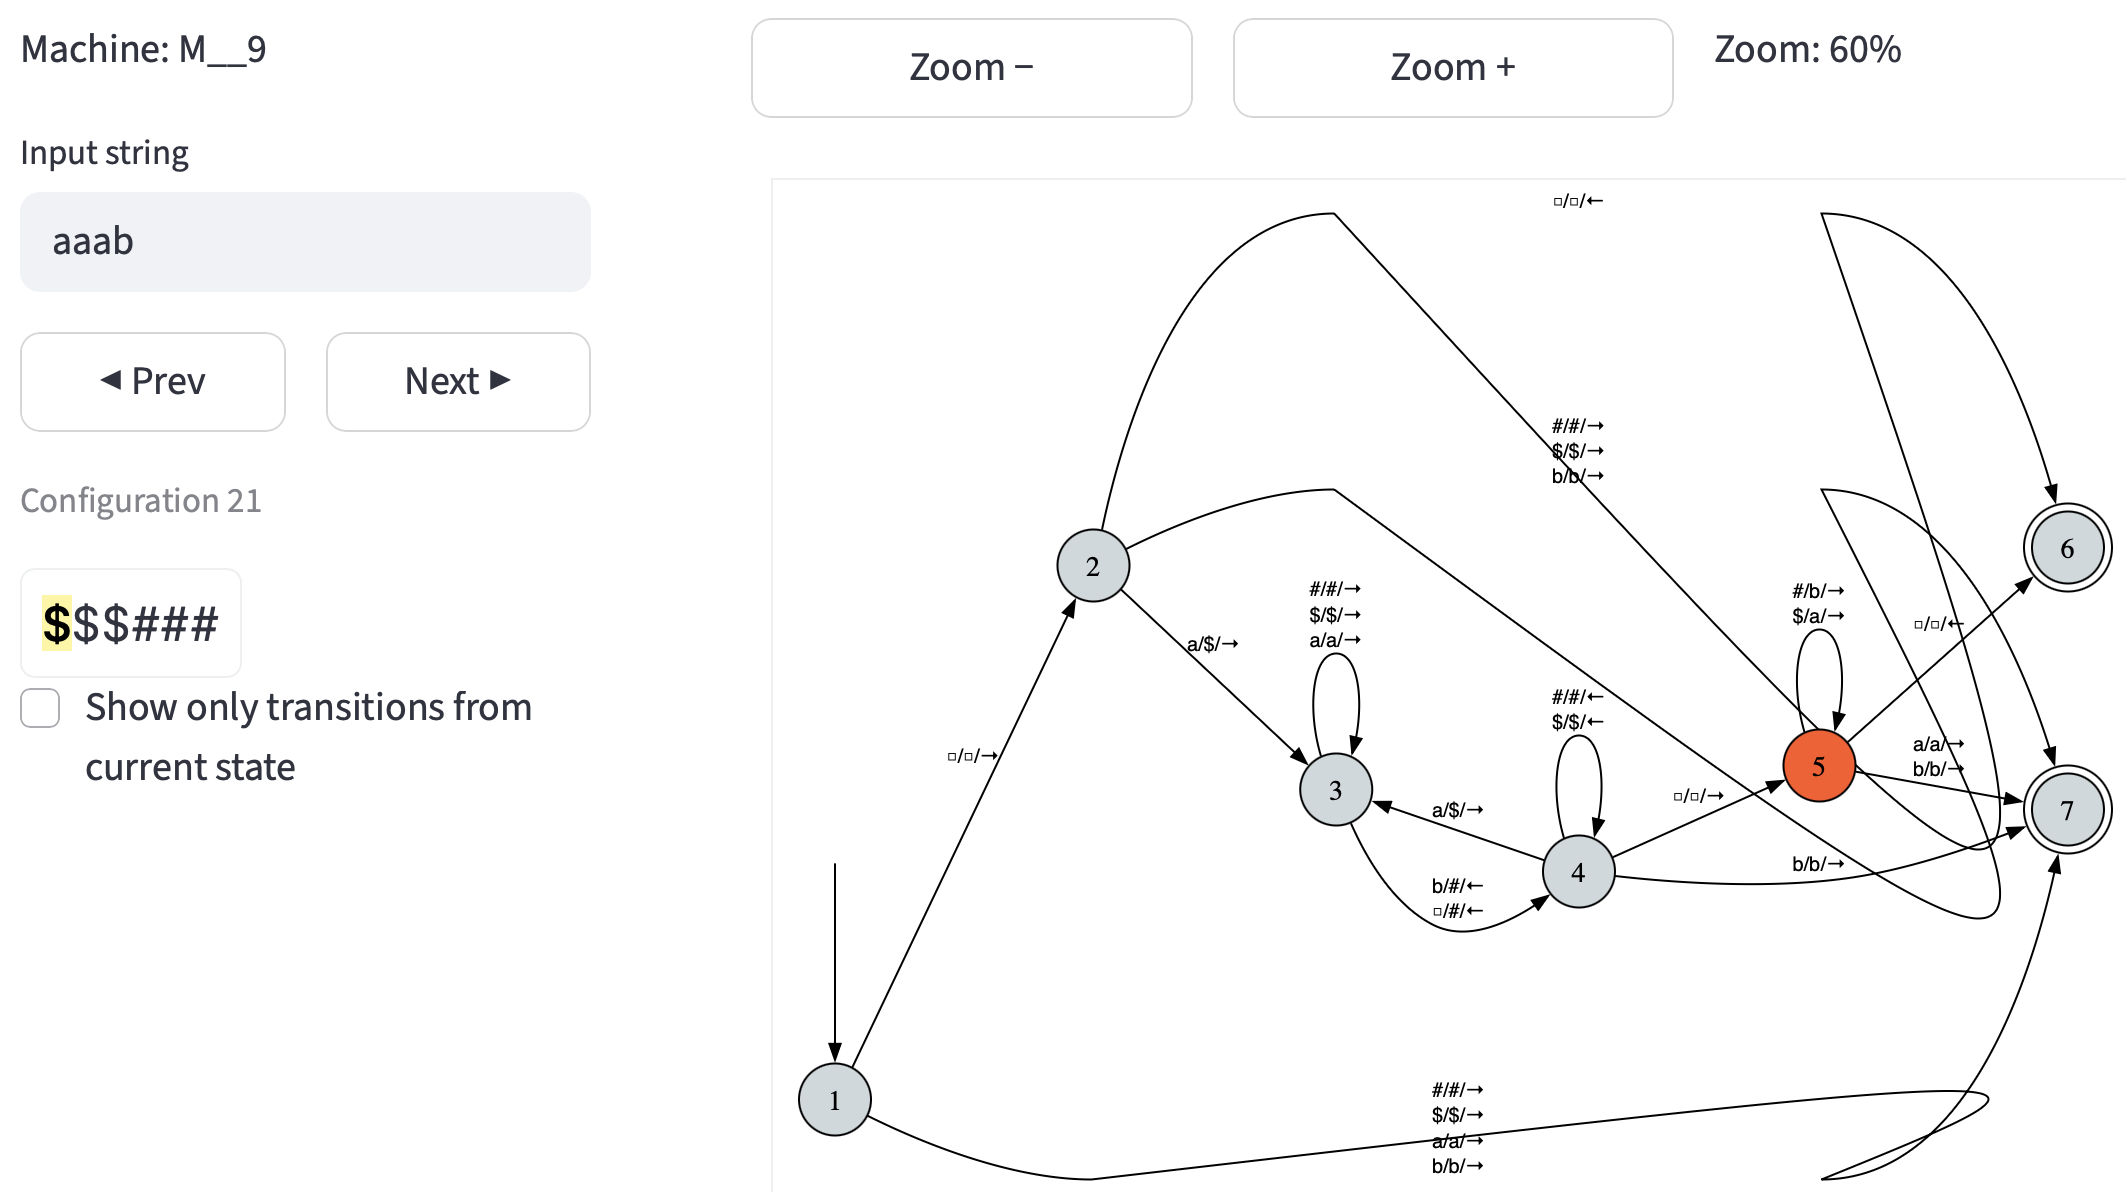 Machine: M__9
Zoom −
Zoom +
Zoom: 60%
Input string
aaab
◀ Prev
Next ▶
Configuration 21
$$$###
Show only transitions from
current state
□/□/←
#/#/→
$/$/→
b/b/→
2
6
#/#/→
$/$/→
a/a/→
#/b/→
$/a/→
□/□/←
a/$/→
#/#/←
$/$/←
□/□/→
a/a/→
b/b/→
5
3
□/□/→
a/$/→
7
4
b/b/→
b/#/←
□/#/←
1
#/#/→
$/$/→
a/a/→
b/b/→